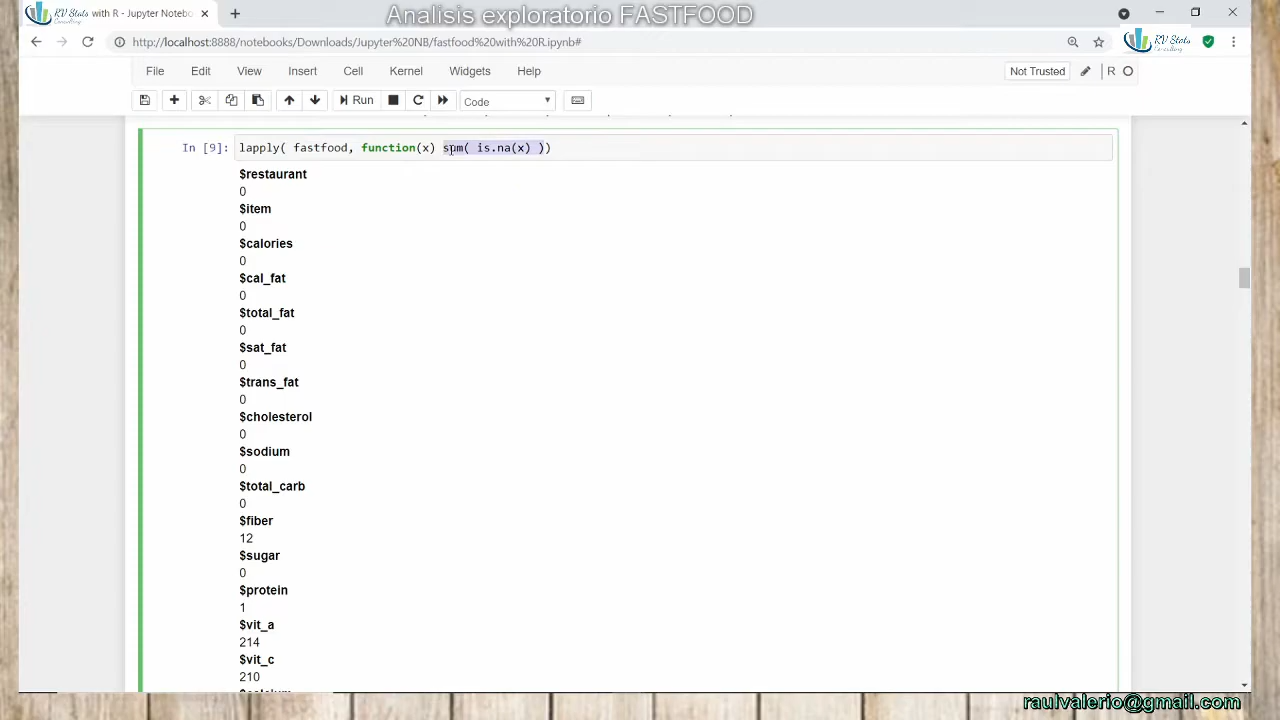 Analisis exploratorio FASTFOOD
with R - Jupyter Notebo
http://localhost:8888/notebooks/Downloads/Jupyter%20NB/fastfood%20with%20R.ipynb#
RV Stats
Consulting
File Edit View Insert Cell Kernel Widgets Help
Not Trusted
R
Run
Code
In [9]: lapply( fastfood, function(x) sum( is.na(x) ))
$restaurant
0
$item
0
$calories
0
$cal_fat
0
$total_fat
0
$sat_fat
0
$trans_fat
0
$cholesterol
0
$sodium
0
$total_carb
0
$fiber
12
$sugar
0
$protein
1
$vit_a
214
$vit_c
210
raulvalerio@gmail.com